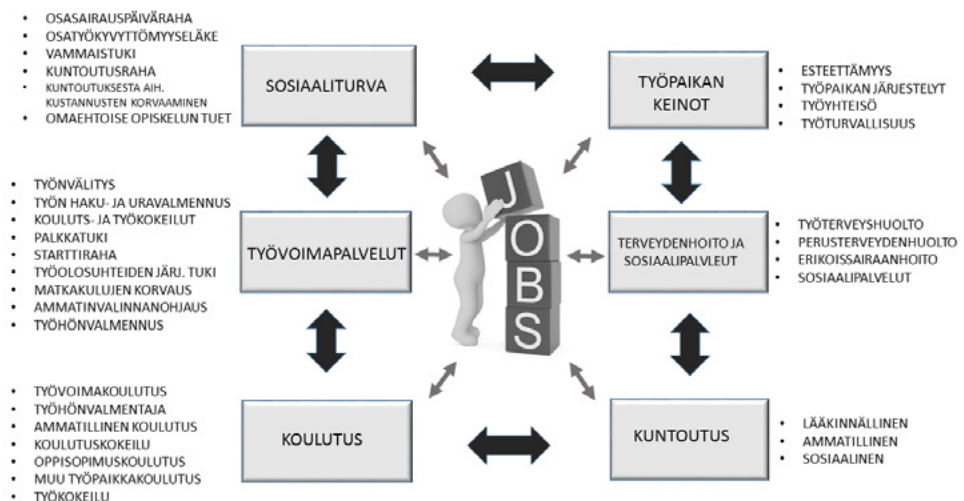 OSASAIRAUSPÄIVÄRAHA
OSATYÖKYVYTTÖMYYSELÄKE
VAMMAISTUKI
KUNTOUTUSRAHA
KUNTOUTUKSESTA AIH.
KUSTANNUSTEN KORVAAMINEN
OMAEHTOISE OPISKELUN TUET
SOSIAALITURVA
TYÖPAIKAN
KEINOT
ESTEETTÄMYYS
TYÖPAIKAN JÄRJESTELYT
TYÖYHTEISÖ
TYÖTURVALLISUUS
TYÖNVÄLITYS
TYÖN HAKU- JA URAVALMENNUS
KOULUTS- JA TYÖKOKEILUT
PALKKATUKI
STARTTIRAHA
TYÖOLOSUHTEIDEN JÄRJ. TUKI
MATKAKULUJEN KORVAUS
AMMATINVALINNANOHJAUS
TYÖHÖNVALMENNUS
TYÖVOIMAPALVELUT
J
O
B
S
TERVEYDENHOITO JA
SOSIAALIPALVLEUT
TYÖTERVEYSHUOLTO
PERUSTERVEYDENHUOLTO
ERIKOISSAIRAANHOITO
SOSIAALIPALVELUT
TYÖVOIMAKOULUTUS
TYÖHÖNVALMENTAJA
AMMATILLINEN KOULUTUS
KOULUTUSKOKEILU
OPPISOPIMUSKOULUTUS
MUU TYÖPAIKKAKOULUTUS
TYÖKOKEILU
KOULUTUS
KUNTOUTUS
LÄÄKINNÄLLINEN
AMMATILLINEN
SOSIAALINEN